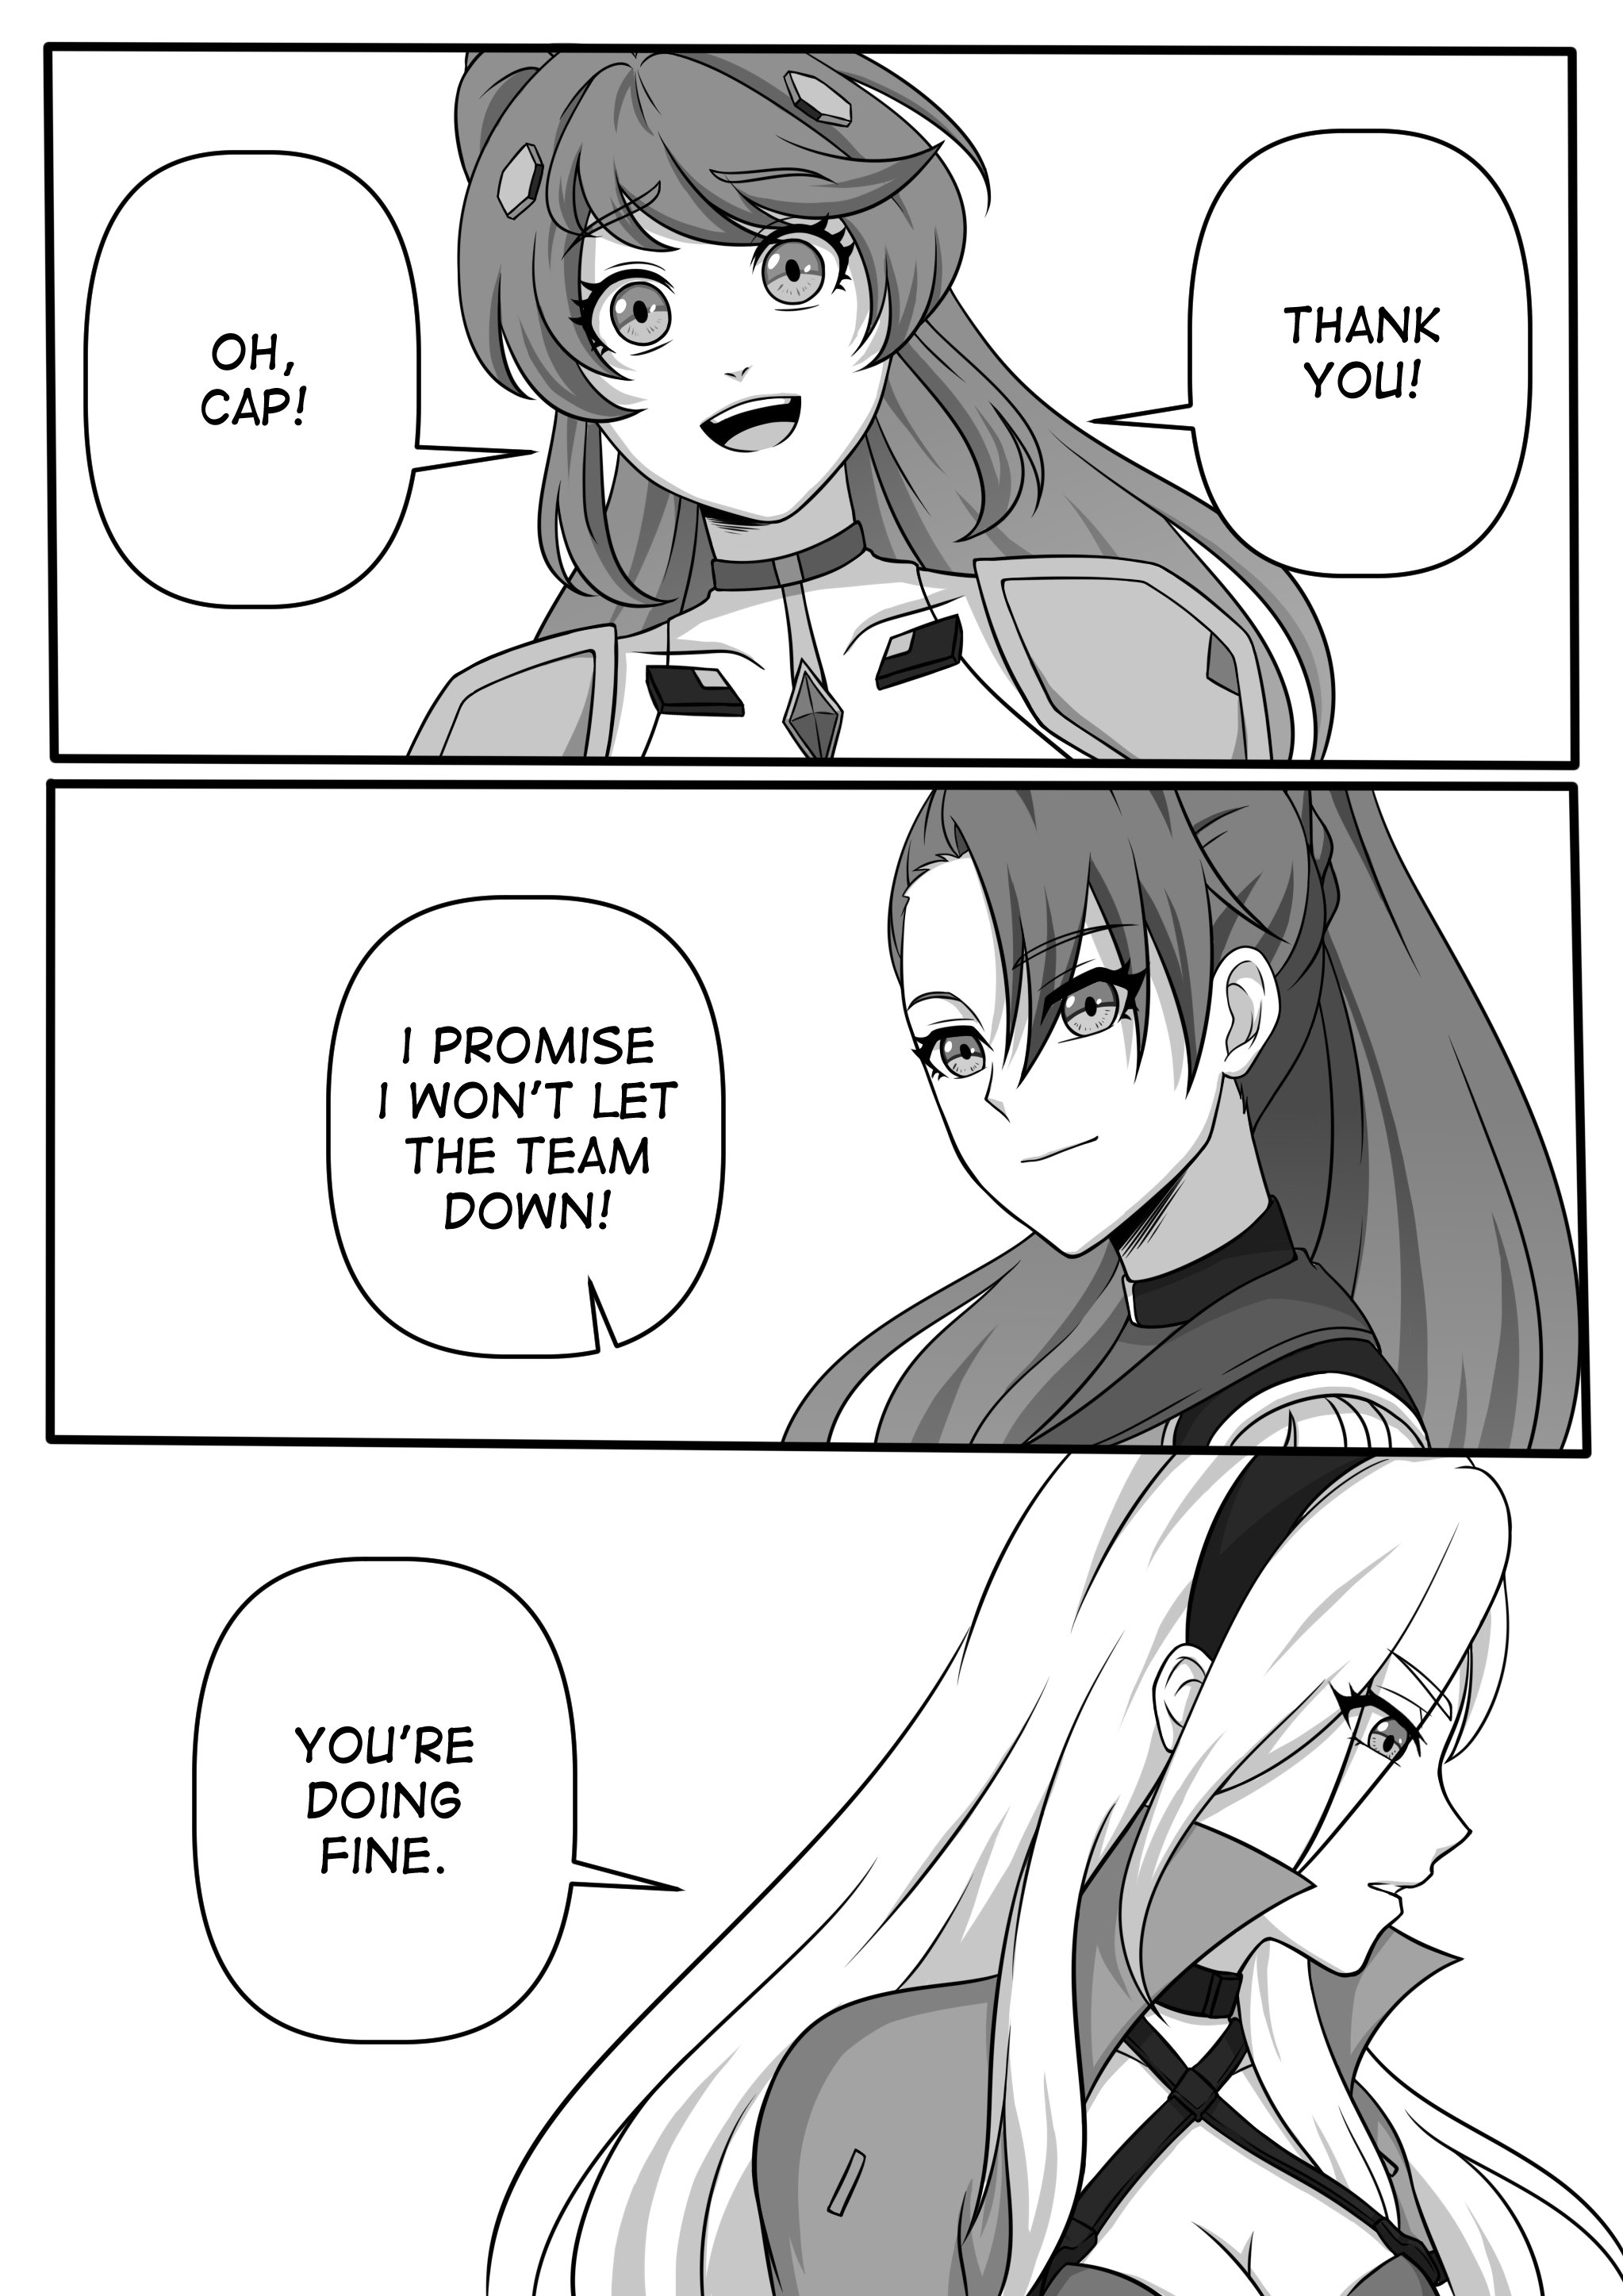 OH,
CAP!
THANK
YOU!
I PROMISE
I WON'T LET
THE TEAM
DOWN!
YOU'RE
DOING
FINE.